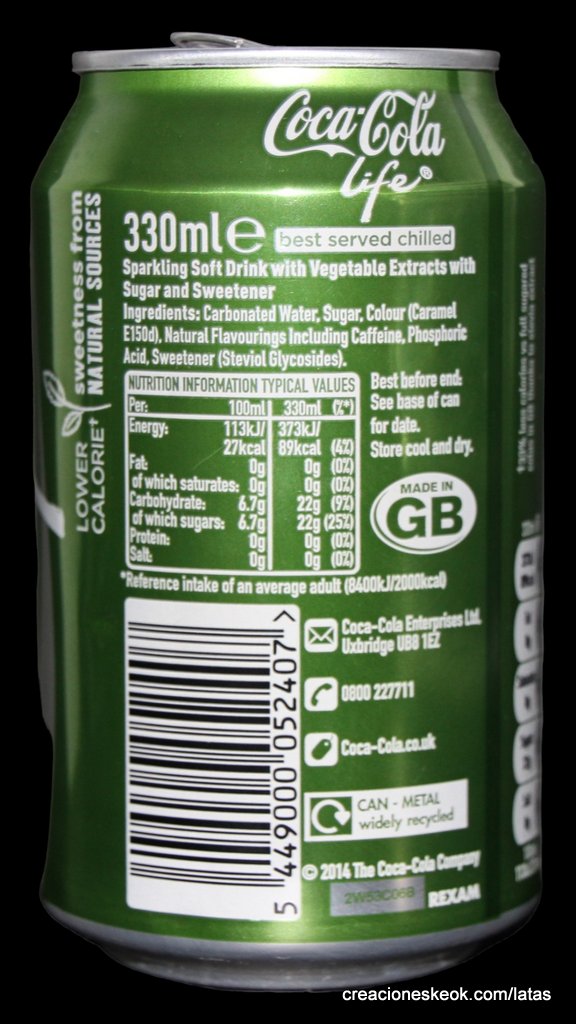 Coca-Cola
life®
330ml ℮ best served chilled
Sparkling Soft Drink with Vegetable Extracts with
Sugar and Sweetener
Ingredients: Carbonated Water, Sugar, Colour (Caramel
E150d), Natural Flavourings Including Caffeine, Phosphoric
Acid, Sweetener (Steviol Glycosides).
NUTRITION INFORMATION TYPICAL VALUES
Per: 100ml 330ml (%*)
Energy: 113kJ/ 373kJ/
27kcal 89kcal (4%)
Fat: 0g 0g (0%)
of which saturates: 0g 0g (0%)
Carbohydrate: 6.7g 22g (9%)
of which sugars: 6.7g 22g (25%)
Protein: 0g 0g (0%)
Salt: 0g 0g (0%)
*Reference intake of an average adult (8400kJ/2000kcal)
Best before end:
See base of can
for date.
Store cool and dry.
MADE IN
GB
LOWER
CALORIE+
sweetness from
NATURAL SOURCES
5 449000 052407 >
Coca-Cola Enterprises Ltd.
Uxbridge UB8 1EZ
0800 227711
Coca-Cola.co.uk
CAN - METAL
widely recycled
© 2014 The Coca-Cola Company
2W53C06B REXAM
creacioneskeok.com/latas